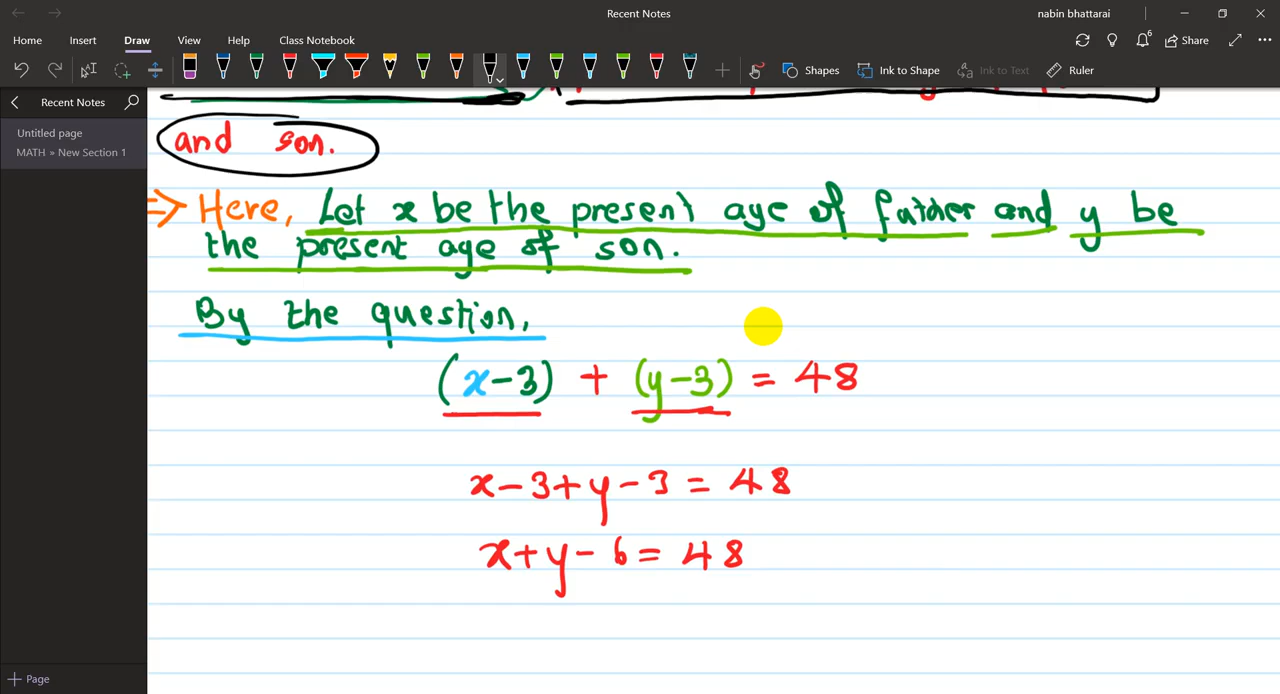 Recent Notes
nabin bhattarai
Home Insert Draw View Help Class Notebook
6
Share
Shapes Ink to Shape Ink to Text Ruler
Recent Notes
Untitled page
MATH » New Section 1
and son.
⇒ Here, Let x be the present age of father and y be
the present age of son.
By the question,
(x-3) + (y-3) = 48
x-3+y-3 = 48
x+y-6=48
+ Page